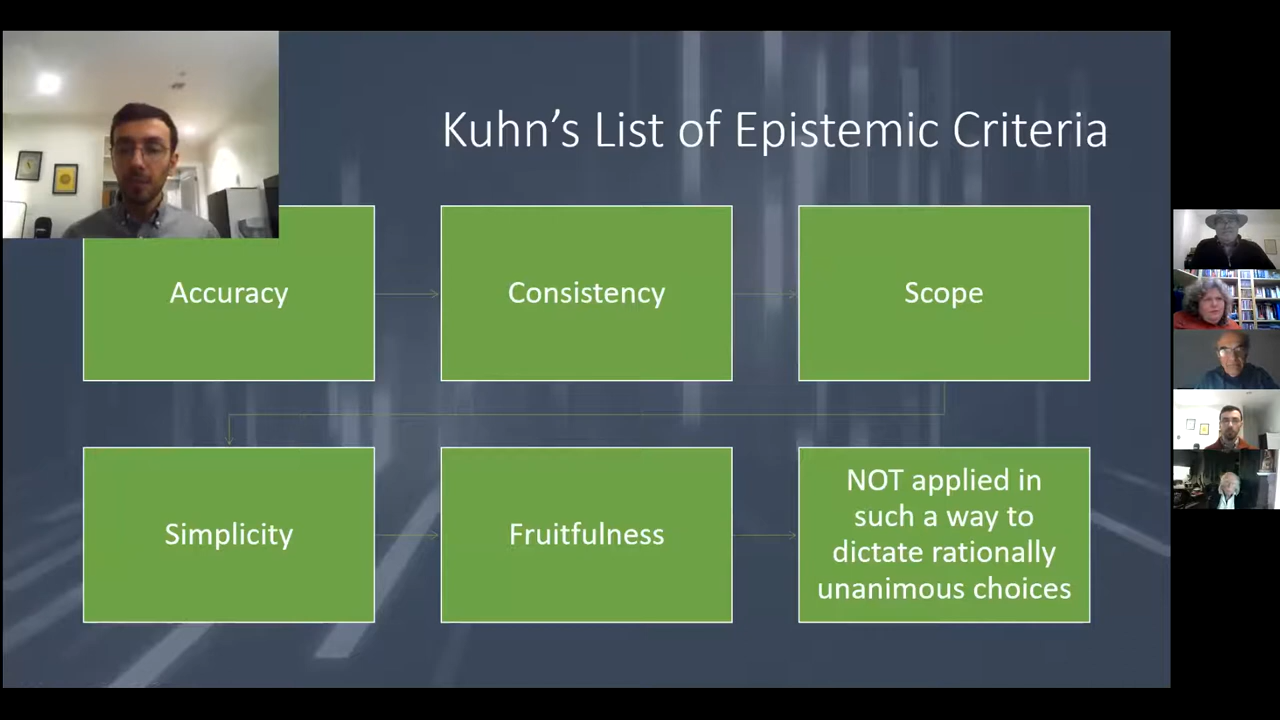 Kuhn's List of Epistemic Criteria
Accuracy
Consistency
Scope
Simplicity
Fruitfulness
NOT applied in
such a way to
dictate rationally
unanimous choices